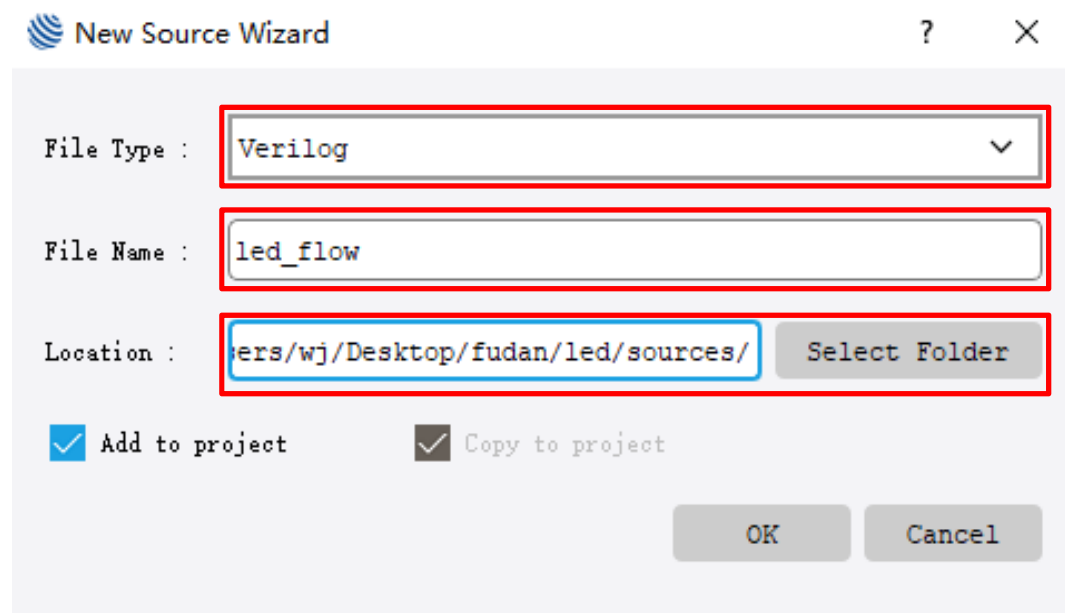 New Source Wizard ?
File Type : Verilog
File Name : led_flow
Location : ers/wj/Desktop/fudan/led/sources/ Select Folder
Add to project Copy to project
OK Cancel